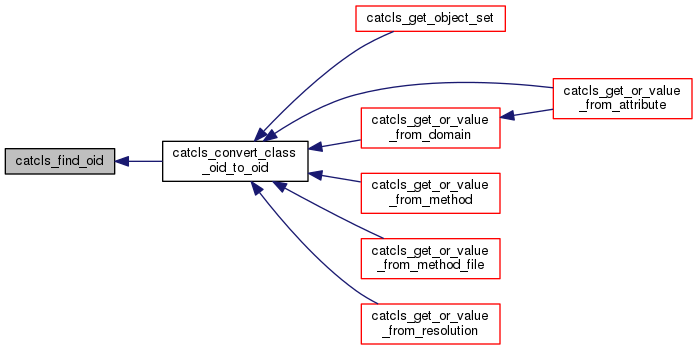 catcls_find_oid
catcls_convert_class
_oid_to_oid
catcls_get_object_set
catcls_get_or_value
_from_attribute
catcls_get_or_value
_from_domain
catcls_get_or_value
_from_method
catcls_get_or_value
_from_method_file
catcls_get_or_value
_from_resolution